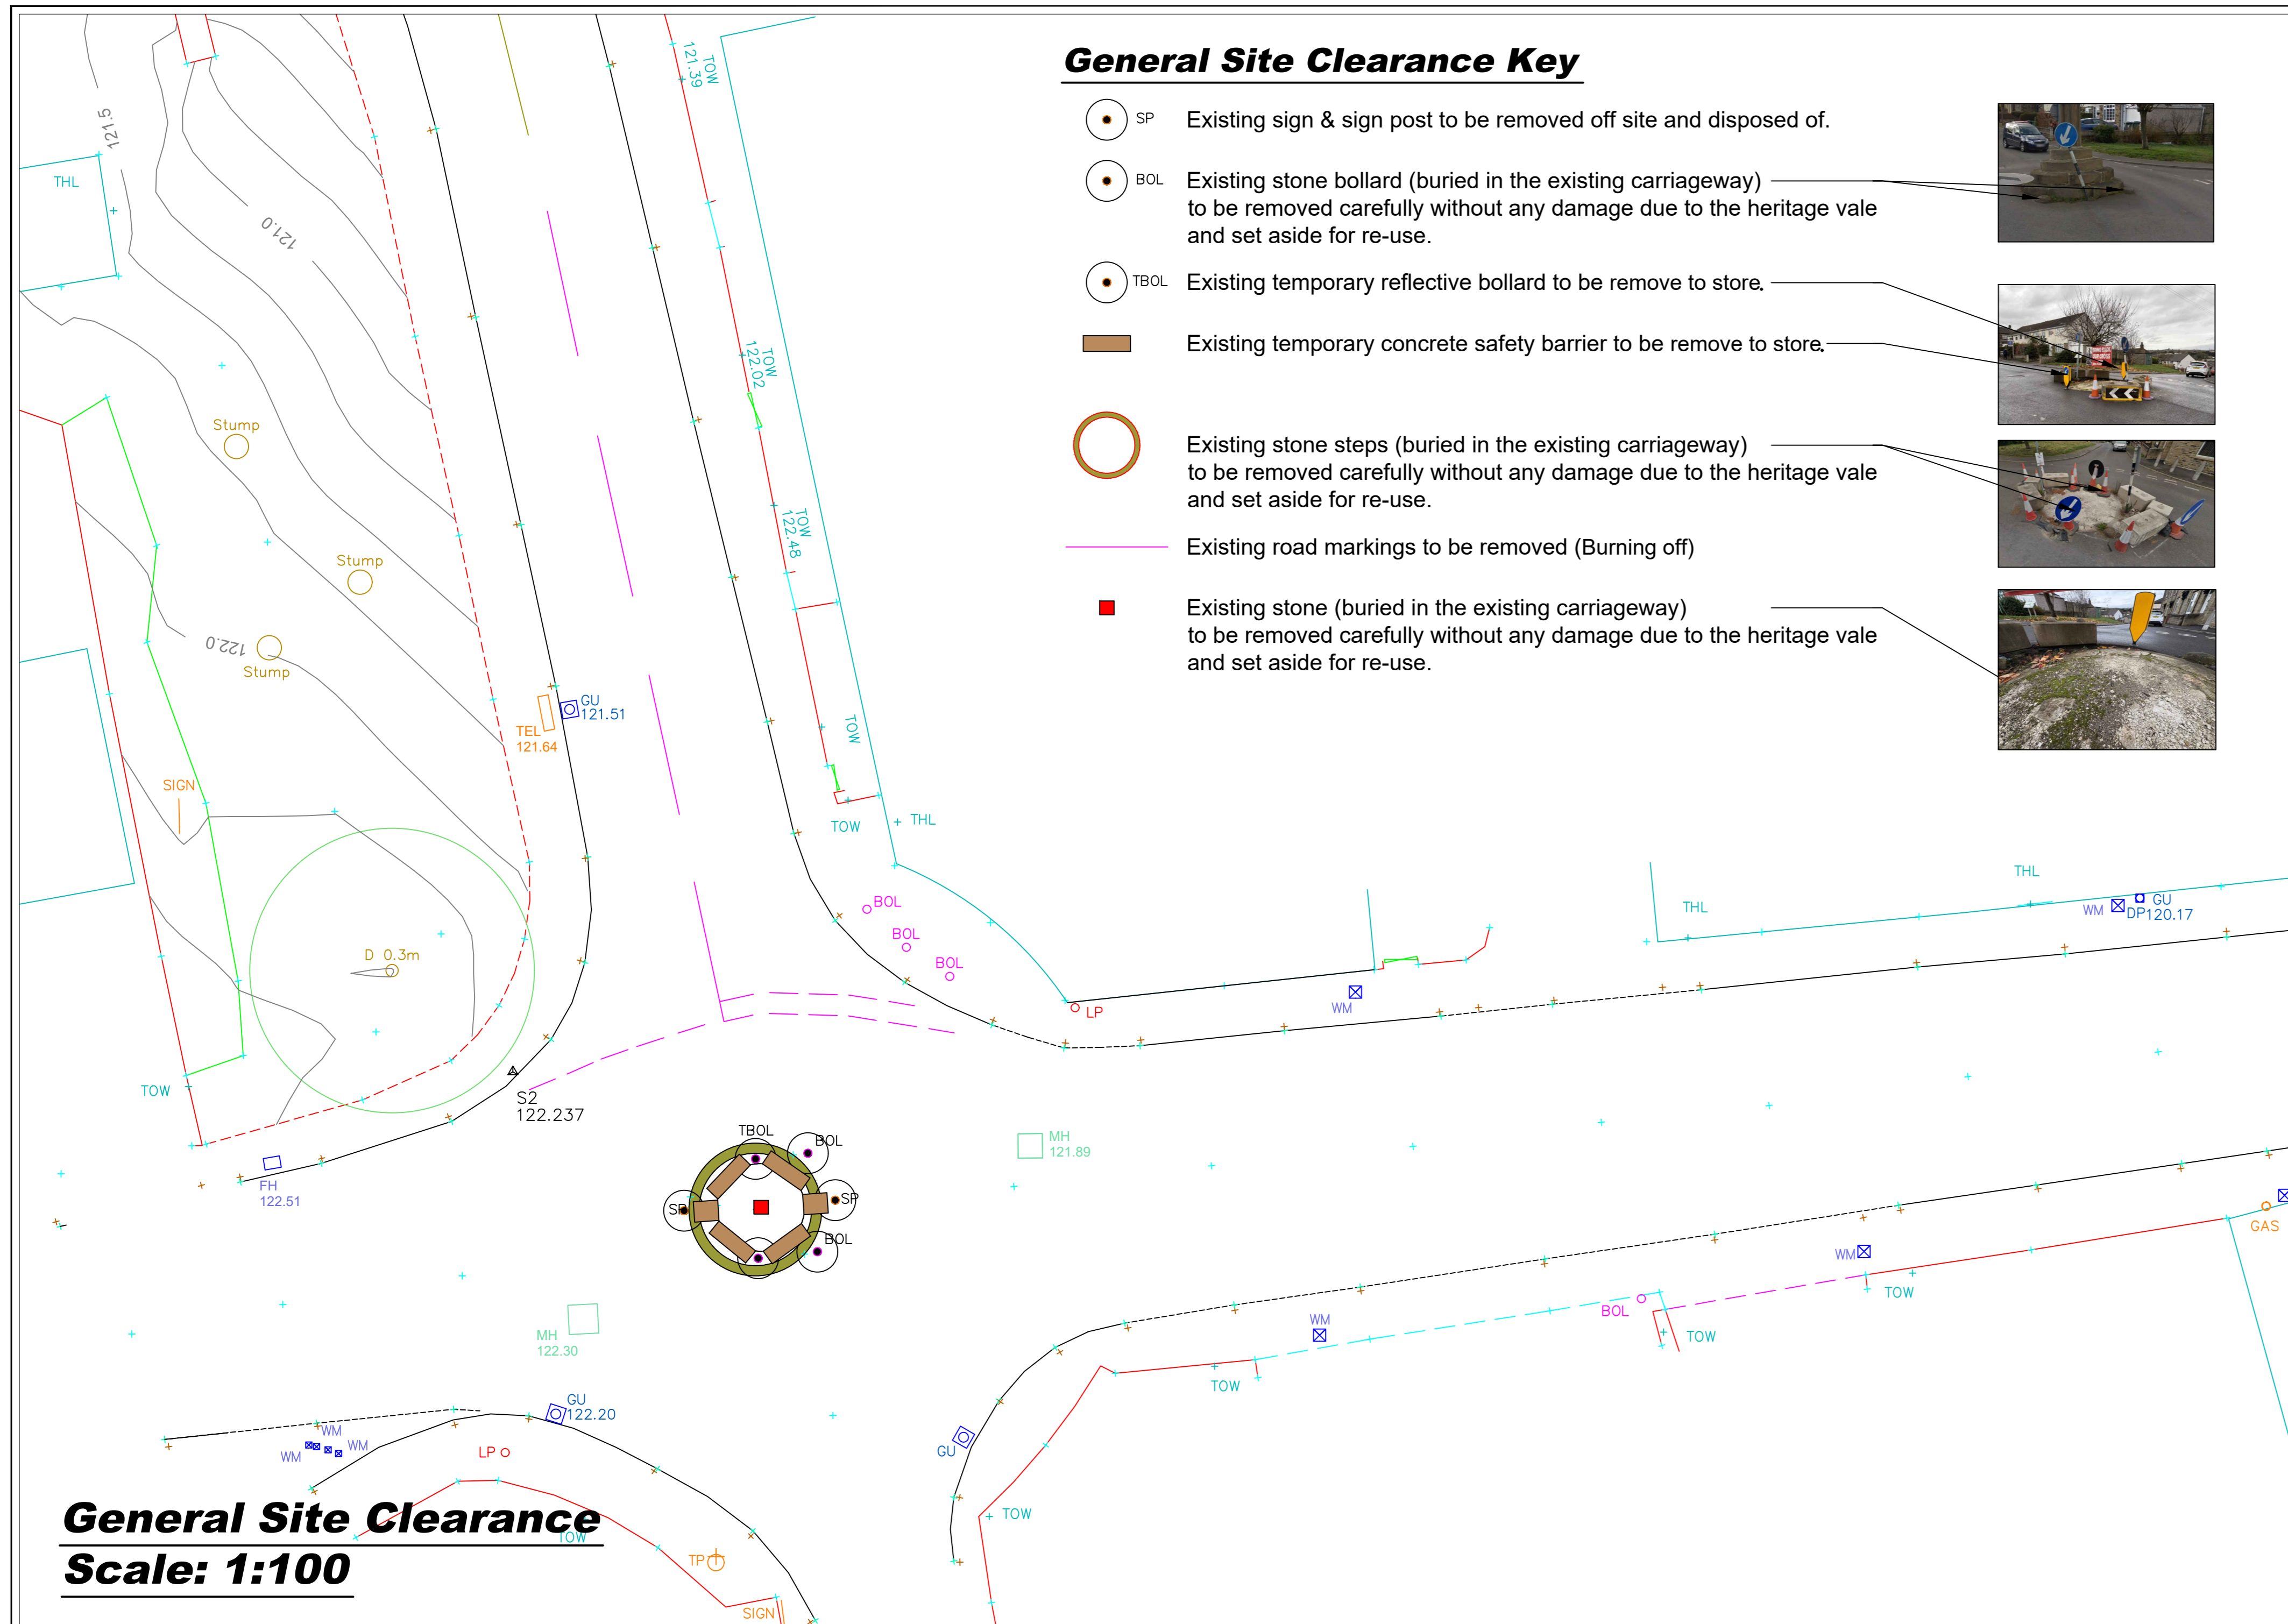 General Site Clearance Key
SP Existing sign & sign post to be removed off site and disposed of.
BOL Existing stone bollard (buried in the existing carriageway)
to be removed carefully without any damage due to the heritage vale
and set aside for re-use.
TBOL Existing temporary reflective bollard to be remove to store.
Existing temporary concrete safety barrier to be remove to store.
Existing stone steps (buried in the existing carriageway)
to be removed carefully without any damage due to the heritage vale
and set aside for re-use.
Existing road markings to be removed (Burning off)
Existing stone (buried in the existing carriageway)
to be removed carefully without any damage due to the heritage vale
and set aside for re-use.
TOW
121.39
121.5
THL
121.0
TOW
122.02
Stump
TOW
122.48
Stump
122.0
Stump
GU
121.51
TEL
121.64
TOW
SIGN
TOW
THL
BOL
BOL
BOL
D 0.3m
LP
WM
THL
THL
WM
GU
DP120.17
TOW
S2
122.237
FH
122.51
TBOL
BOL
SP
SP
BOL
MH
121.89
MH
122.30
GAS
WM
TOW
BOL
TOW
WM
TOW
GU
122.20
GU
WM
WM
WM
LP
TOW
General Site Clearance
TOW
Scale: 1:100
TP
SIGN